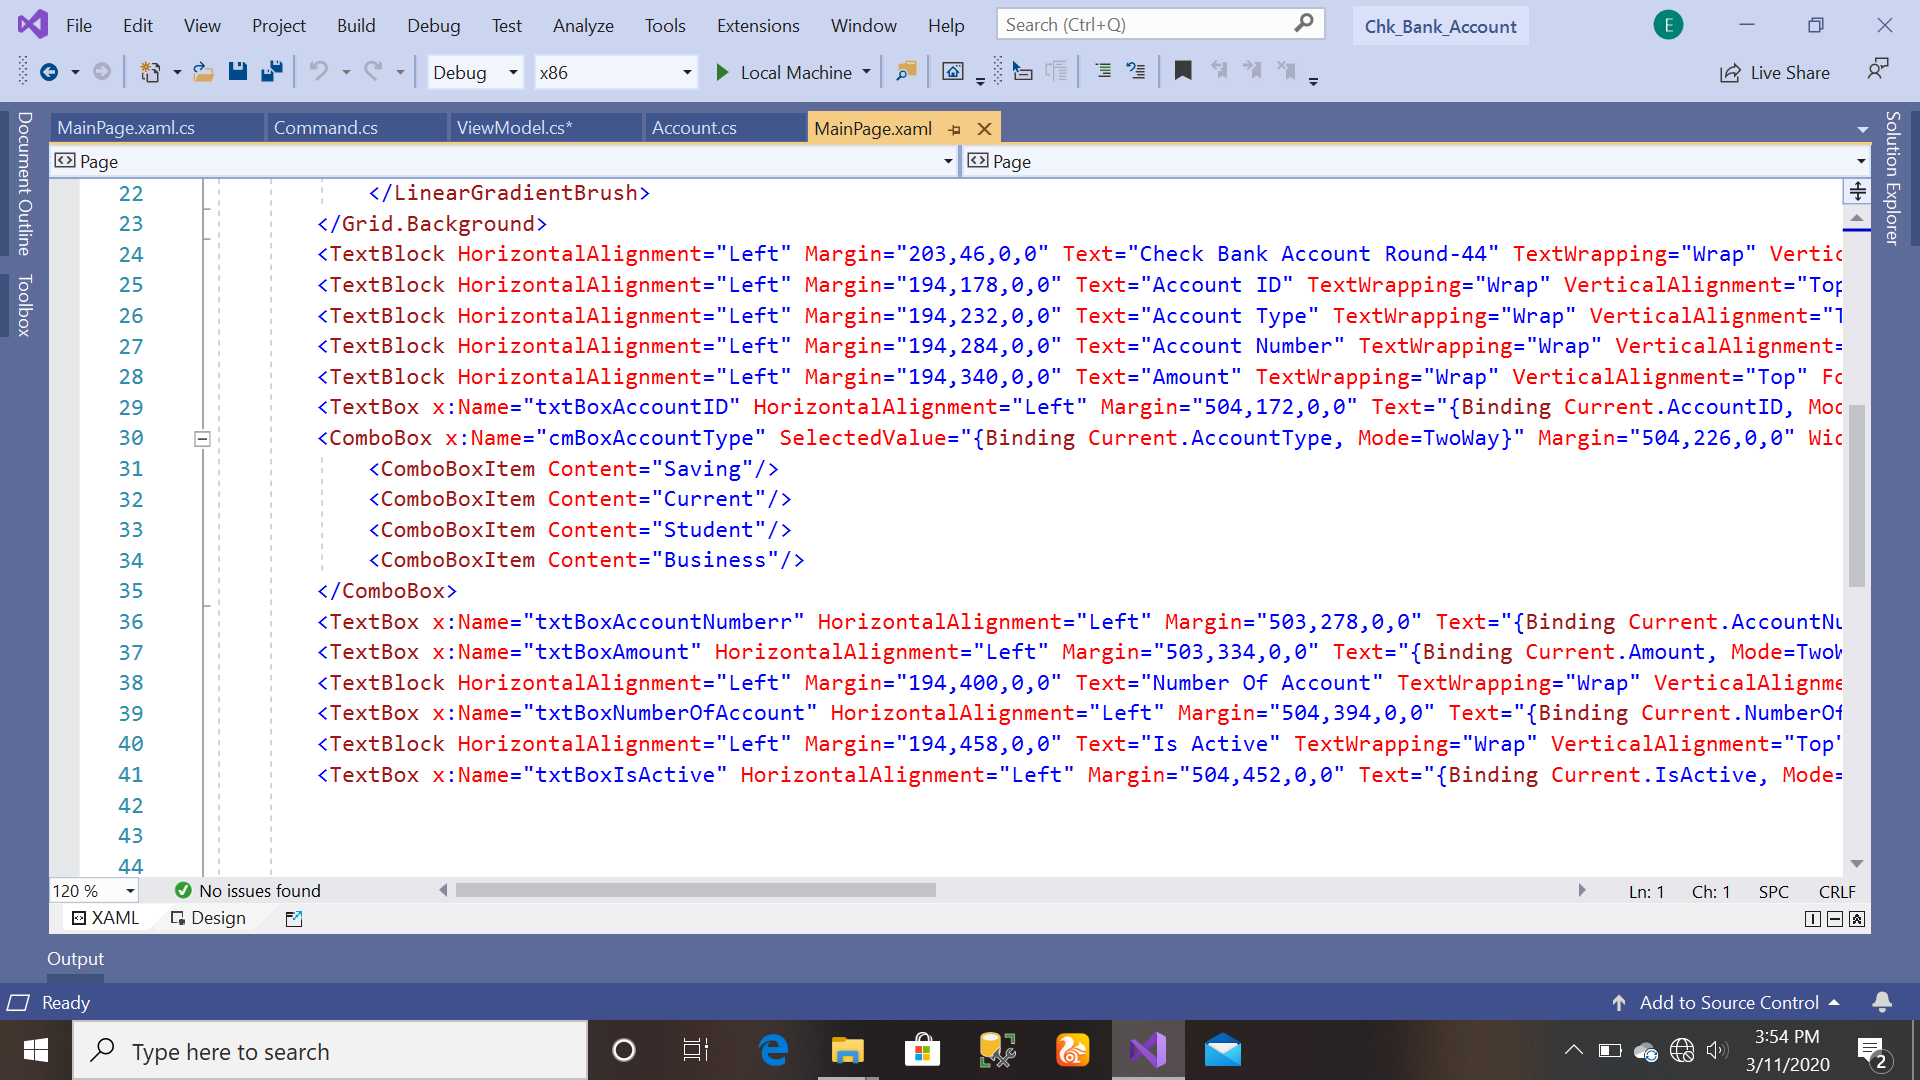 File Edit View Project Build Debug Test Analyze Tools Extensions Window Help Search (Ctrl+Q) Chk_Bank_Account E
Debug x86 Local Machine Live Share
Document Outline
Toolbox
MainPage.xaml.cs Command.cs ViewModel.cs* Account.cs MainPage.xaml
Solution Explorer
Page Page
22 </LinearGradientBrush>
23 </Grid.Background>
24 <TextBlock HorizontalAlignment="Left" Margin="203,46,0,0" Text="Check Bank Account Round-44" TextWrapping="Wrap" Vertic
25 <TextBlock HorizontalAlignment="Left" Margin="194,178,0,0" Text="Account ID" TextWrapping="Wrap" VerticalAlignment="Top
26 <TextBlock HorizontalAlignment="Left" Margin="194,232,0,0" Text="Account Type" TextWrapping="Wrap" VerticalAlignment="T
27 <TextBlock HorizontalAlignment="Left" Margin="194,284,0,0" Text="Account Number" TextWrapping="Wrap" VerticalAlignment=
28 <TextBlock HorizontalAlignment="Left" Margin="194,340,0,0" Text="Amount" TextWrapping="Wrap" VerticalAlignment="Top" Fo
29 <TextBox x:Name="txtBoxAccountID" HorizontalAlignment="Left" Margin="504,172,0,0" Text="{Binding Current.AccountID, Mod
30 <ComboBox x:Name="cmBoxAccountType" SelectedValue="{Binding Current.AccountType, Mode=TwoWay}" Margin="504,226,0,0" Wid
31 <ComboBoxItem Content="Saving"/>
32 <ComboBoxItem Content="Current"/>
33 <ComboBoxItem Content="Student"/>
34 <ComboBoxItem Content="Business"/>
35 </ComboBox>
36 <TextBox x:Name="txtBoxAccountNumberr" HorizontalAlignment="Left" Margin="503,278,0,0" Text="{Binding Current.AccountNu
37 <TextBox x:Name="txtBoxAmount" HorizontalAlignment="Left" Margin="503,334,0,0" Text="{Binding Current.Amount, Mode=TwoW
38 <TextBlock HorizontalAlignment="Left" Margin="194,400,0,0" Text="Number Of Account" TextWrapping="Wrap" VerticalAlignme
39 <TextBox x:Name="txtBoxNumberOfAccount" HorizontalAlignment="Left" Margin="504,394,0,0" Text="{Binding Current.NumberOf
40 <TextBlock HorizontalAlignment="Left" Margin="194,458,0,0" Text="Is Active" TextWrapping="Wrap" VerticalAlignment="Top"
41 <TextBox x:Name="txtBoxIsActive" HorizontalAlignment="Left" Margin="504,452,0,0" Text="{Binding Current.IsActive, Mode=
42
43
44
120 % No issues found Ln: 1 Ch: 1 SPC CRLF
XAML Design
Output
Ready Add to Source Control
Type here to search 3:54 PM
3/11/2020 2